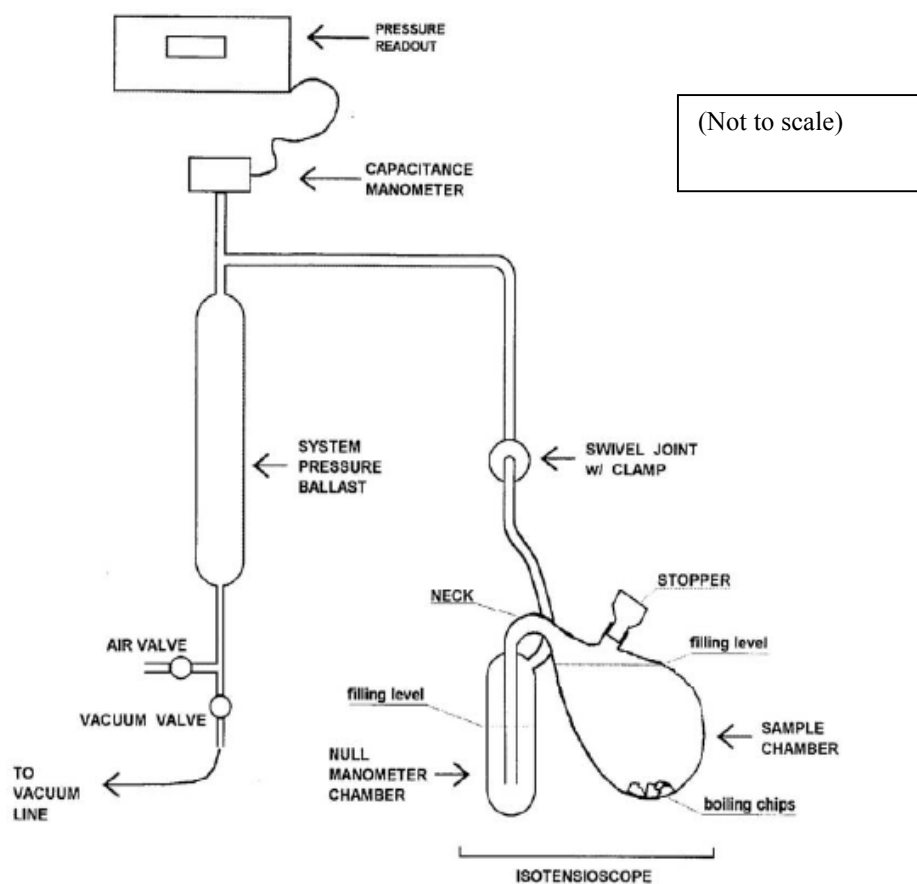 PRESSURE
READOUT
(Not to scale)
CAPACITANCE
MANOMETER
SYSTEM
PRESSURE
BALLAST
SWIVEL JOINT
w/ CLAMP
STOPPER
NECK
AIR VALVE
filling level
filling level
VACUUM VALVE
SAMPLE
CHAMBER
TO
VACUUM
LINE
NULL
MANOMETER
CHAMBER
boiling chips
ISOTENSIOSCOPE